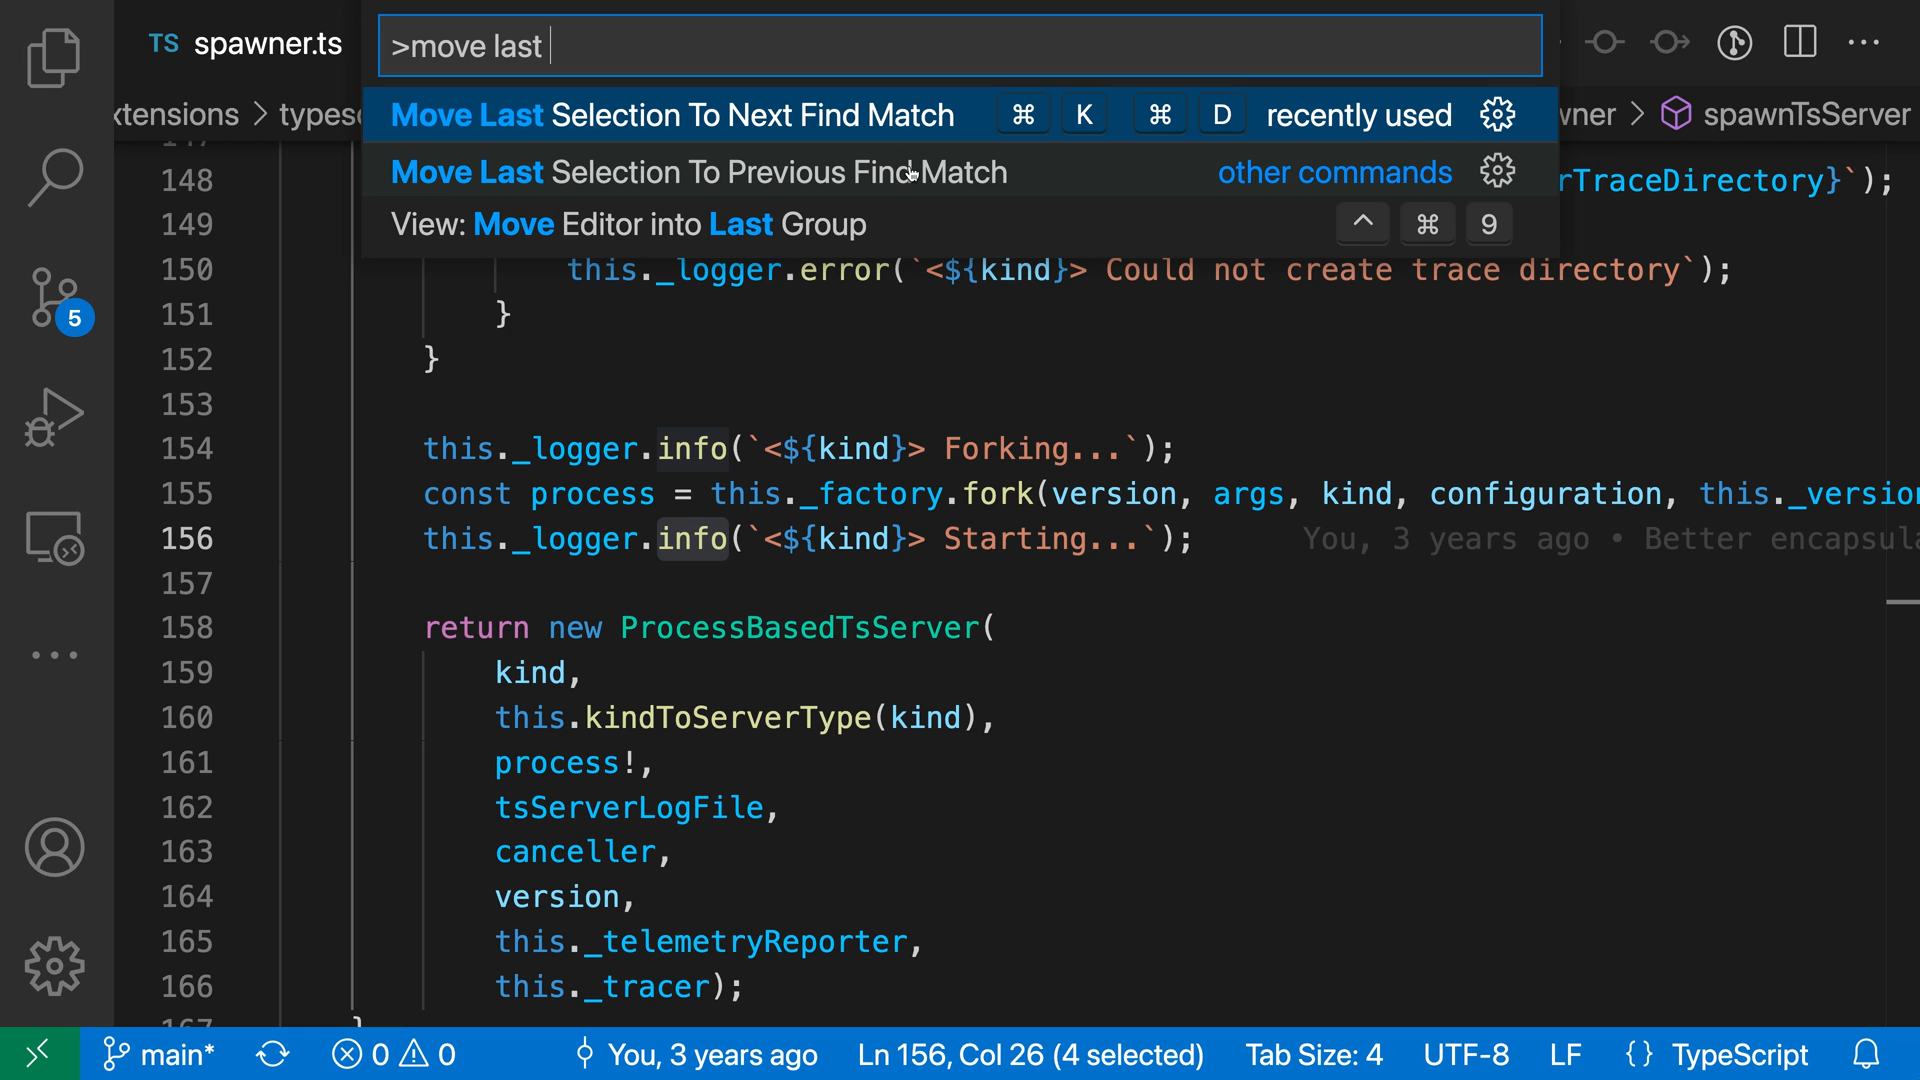 TS spawner.ts
>move last
Move Last Selection To Next Find Match ⌘ K ⌘ D recently used
xtensions > typesc
wner > spawnTsServer
Move Last Selection To Previous Find Match other commands
148 rTraceDirectory}`);
View: Move Editor into Last Group ^ ⌘ 9
149
150 this._logger.error(`<${kind}> Could not create trace directory`);
151 }
152 }
153
154 this._logger.info(`<${kind}> Forking...`);
155 const process = this._factory.fork(version, args, kind, configuration, this._version
156 this._logger.info(`<${kind}> Starting...`); You, 3 years ago • Better encapsula
157
158 return new ProcessBasedTsServer(
159 kind,
160 this.kindToServerType(kind),
161 process!,
162 tsServerLogFile,
163 canceller,
164 version,
165 this._telemetryReporter,
166 this._tracer);
167 }
5
main* 0 0 You, 3 years ago Ln 156, Col 26 (4 selected) Tab Size: 4 UTF-8 LF {} TypeScript